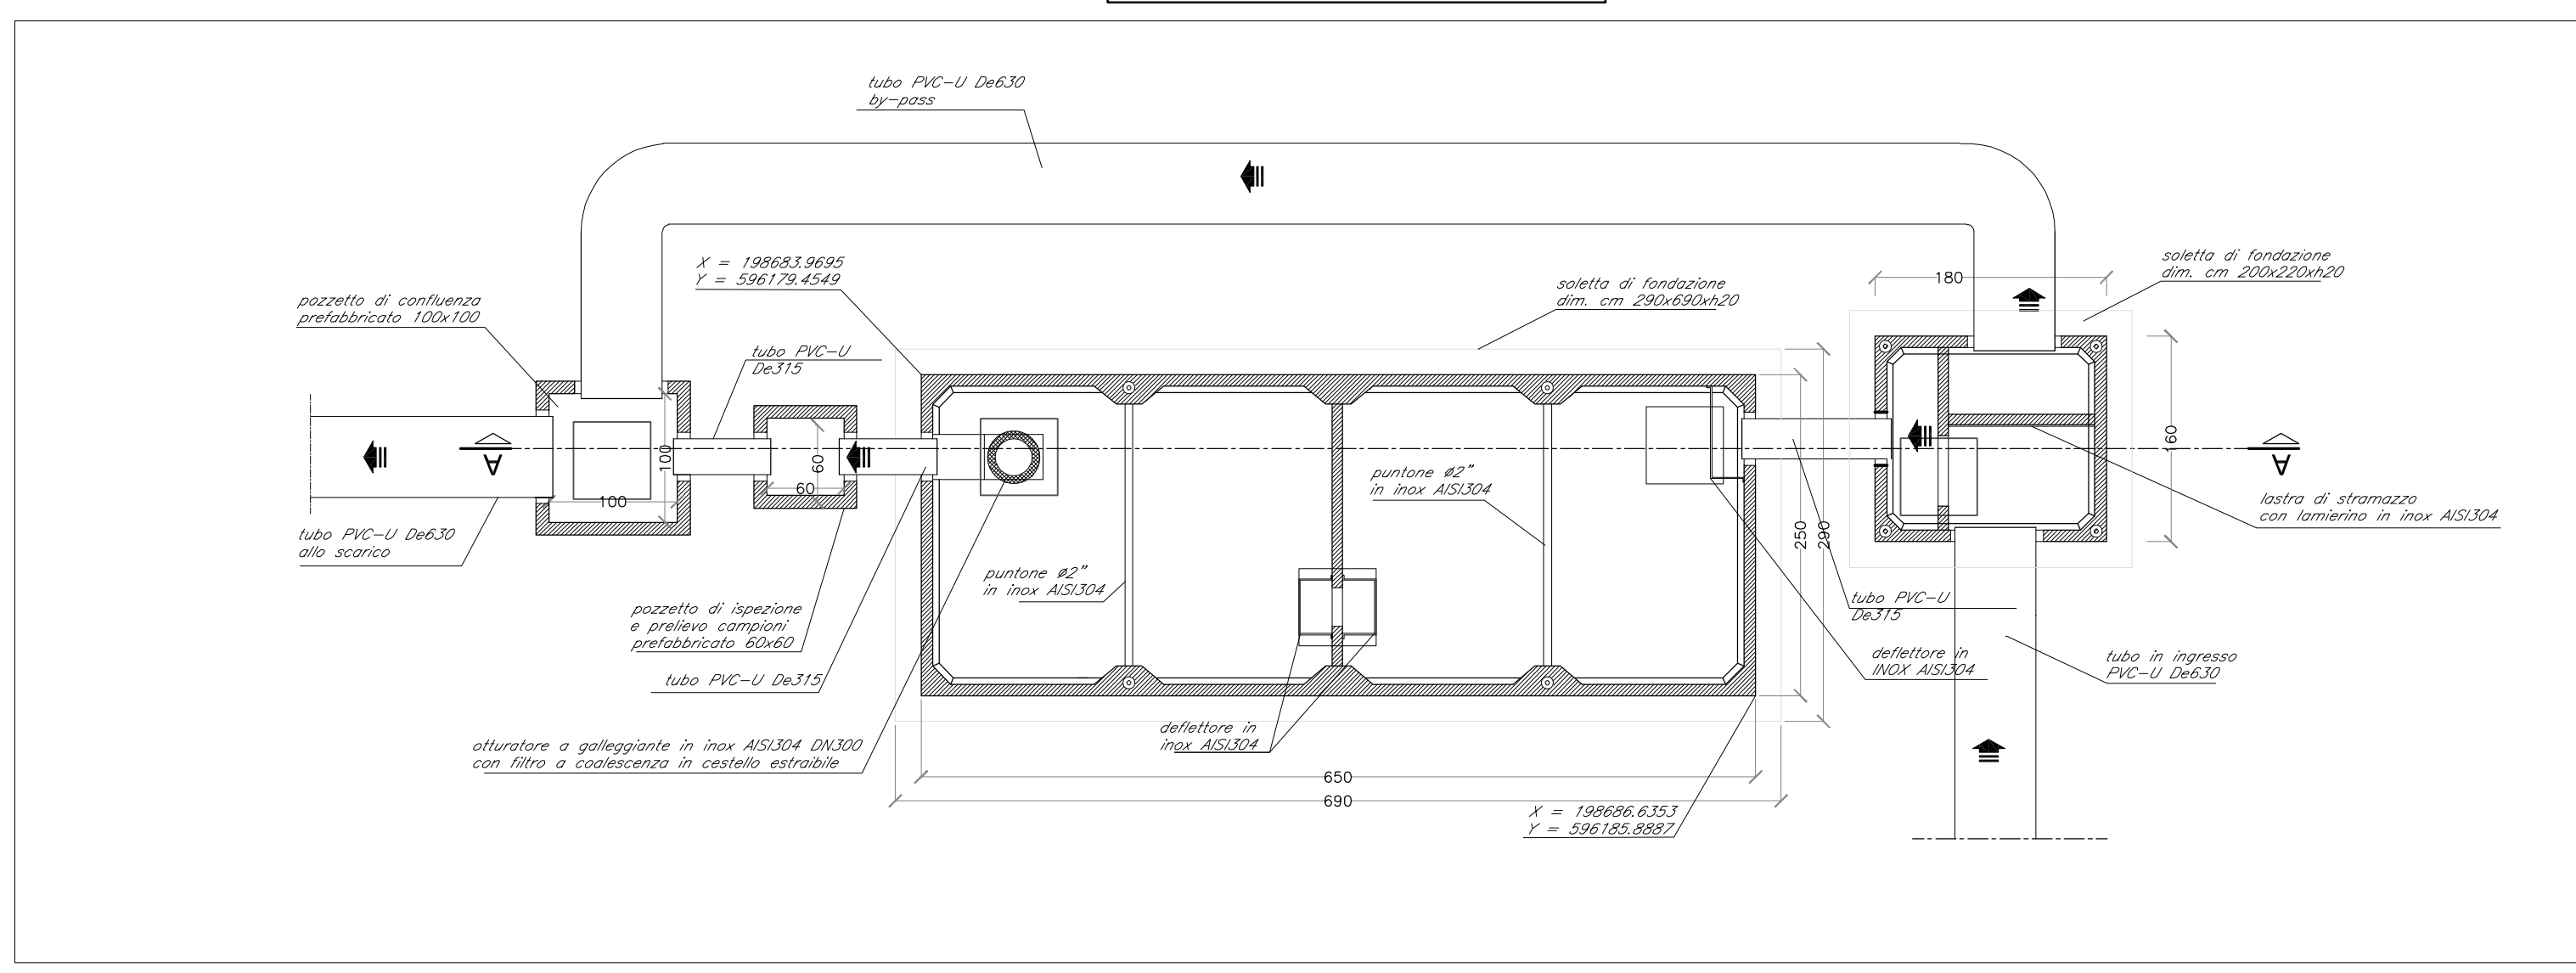 tubo PVC-U De630
by-pass
X = 198683.9695
Y = 596179.4549
soletta di fondazione
dim. cm 200x220xh20
180
soletta di fondazione
dim. cm 290x690xh20
pozzetto di confluenza
prefabbricato 100x100
tubo PVC-U
De315
A
100
100
60
60
puntone ø2"
in inox AISI304
160
A
lastra di stramazzo
con lamierino in inox AISI304
tubo PVC-U De630
allo scarico
250
290
puntone ø2"
in inox AISI304
pozzetto di ispezione
e prelievo campioni
prefabbricato 60x60
tubo PVC-U
De315
deflettore in
INOX AISI304
tubo in ingresso
PVC-U De630
tubo PVC-U De315
deflettore in
inox AISI304
otturatore a galleggiante in inox AISI304 DN300
con filtro a coalescenza in cestello estraibile
650
690
X = 198686.6353
Y = 596185.8887